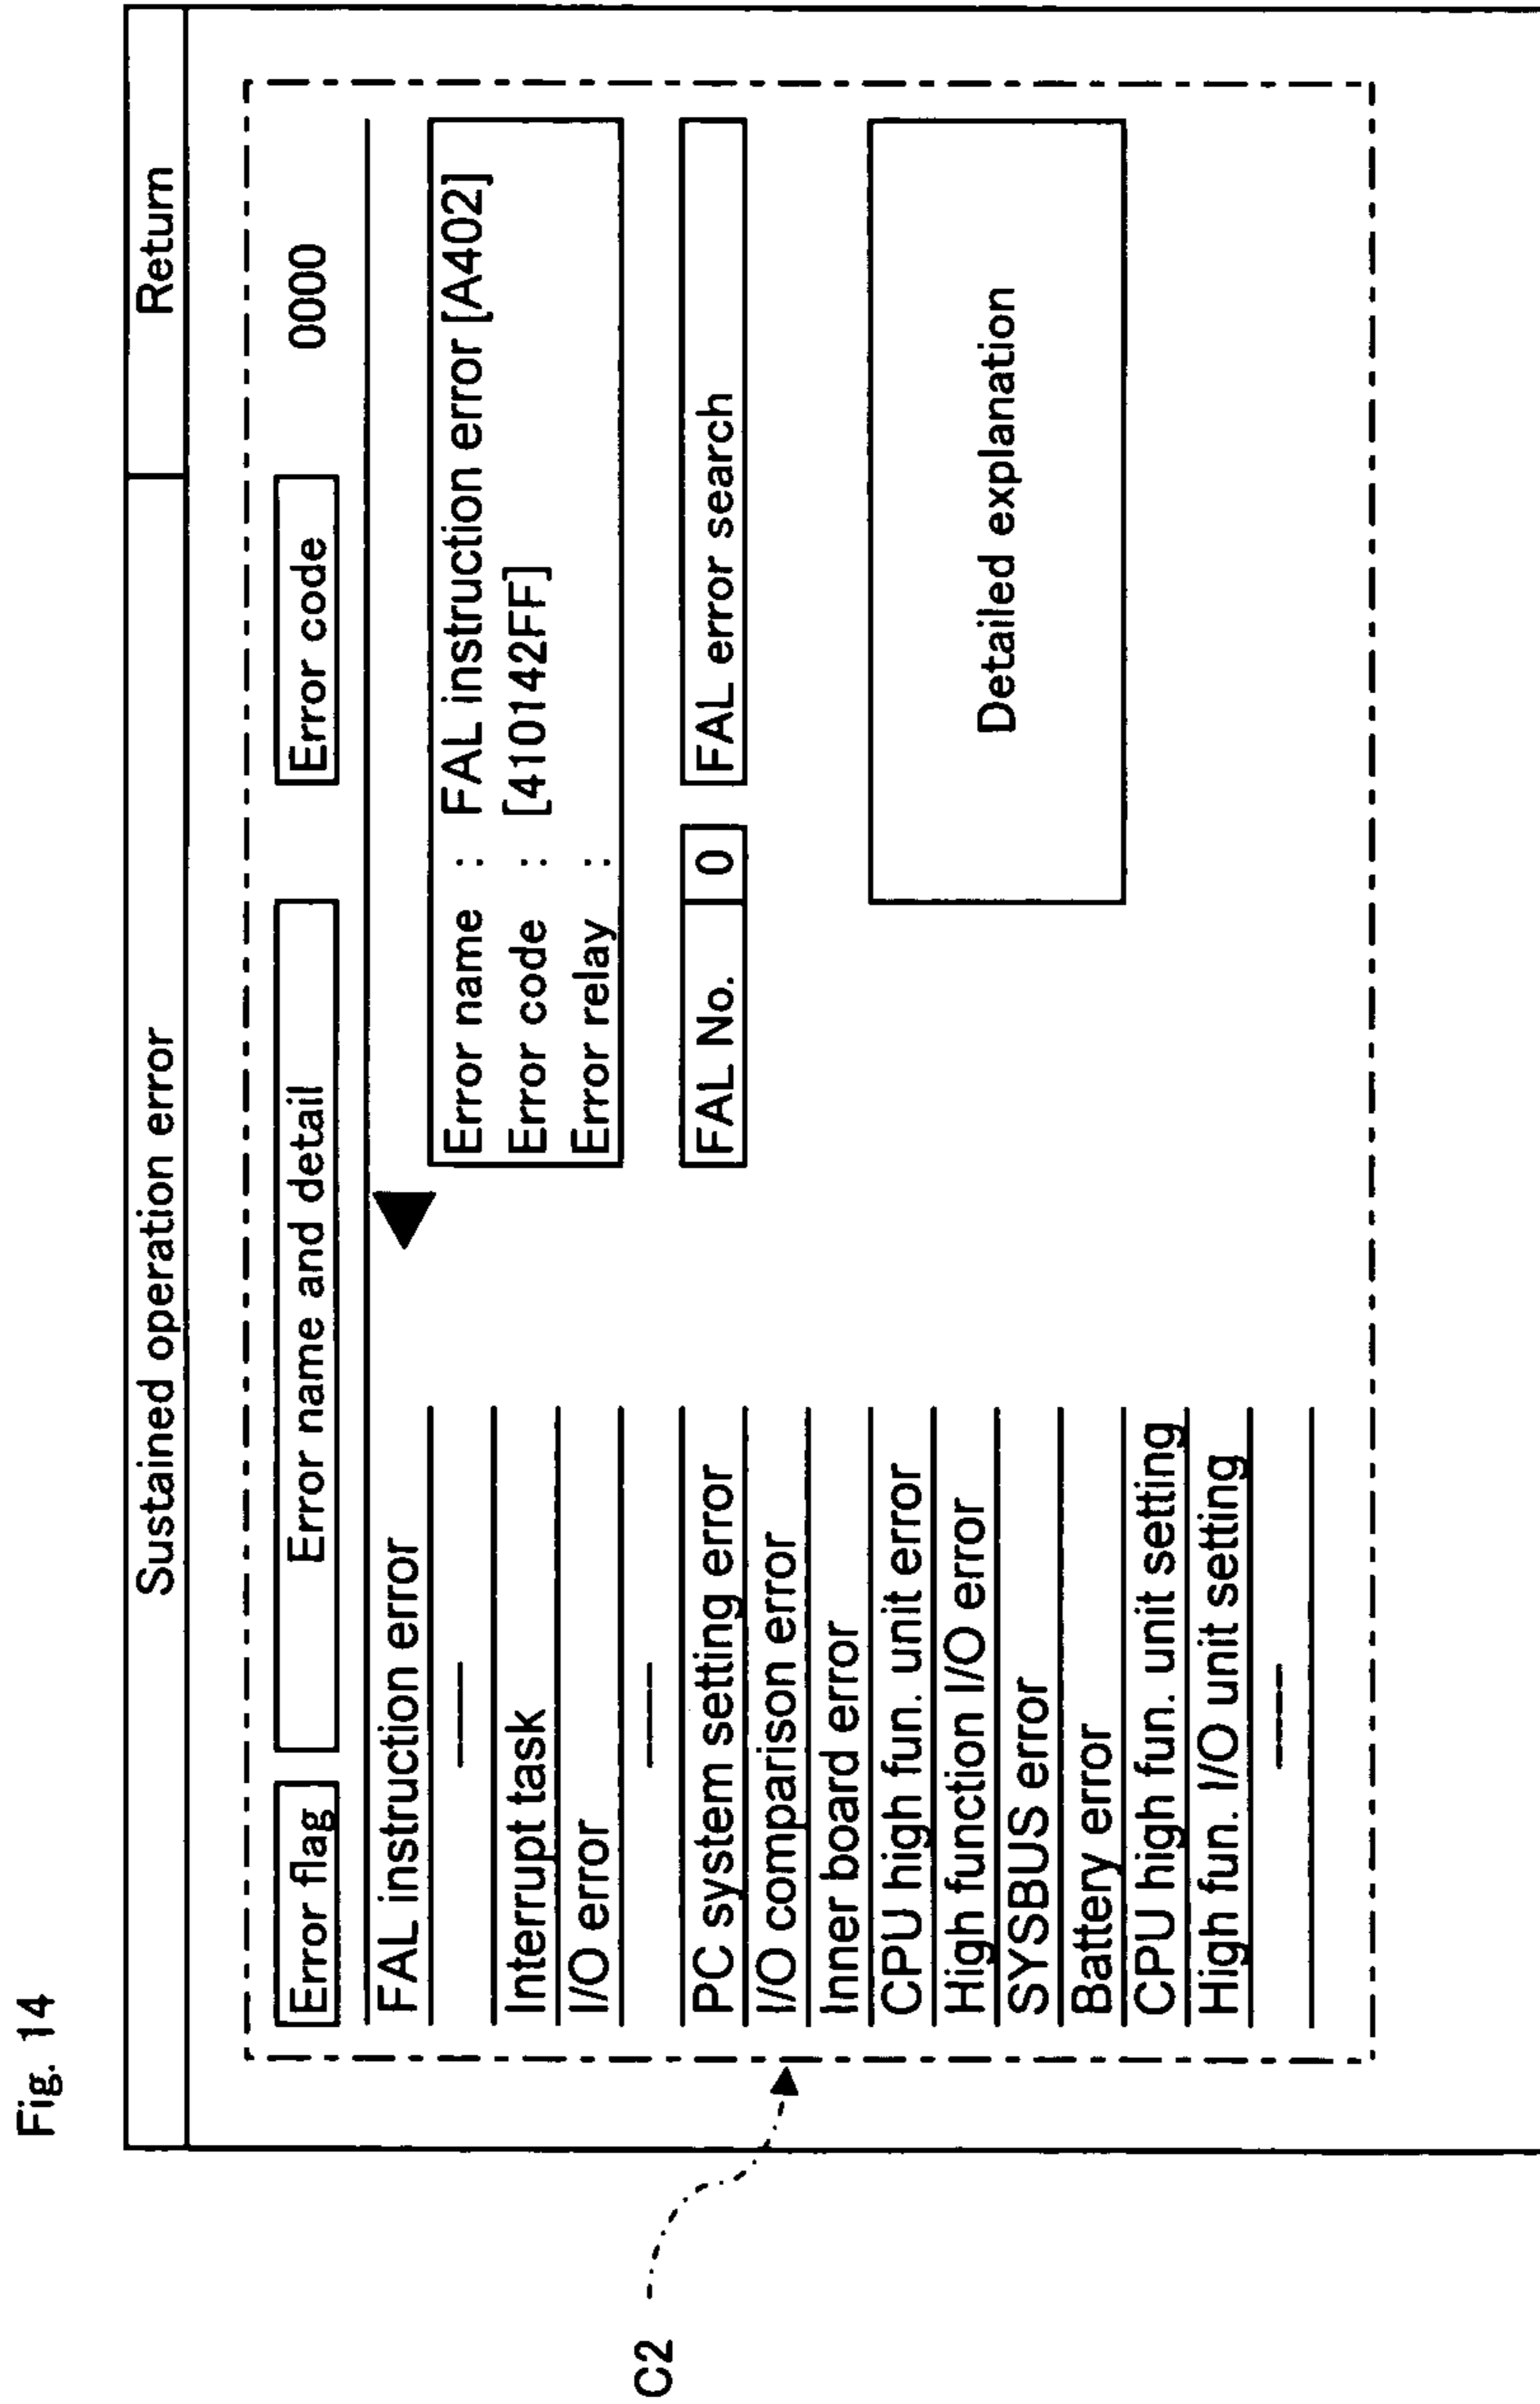 Fig. 14
Sustained operation error
Return
Error flag
Error name and detail
Error code
0000
FAL instruction error
----
Interrupt task
I/O error
----
PC system setting error
I/O comparison error
Inner board error
CPU high fun. unit error
High function I/O error
SYSBUS error
Battery error
CPU high fun. unit setting
High fun. I/O unit setting
----
Error name : FAL instruction error [A402]
Error code : [410142FF]
Error relay :
FAL No. 0 FAL error search
Detailed explanation
C2